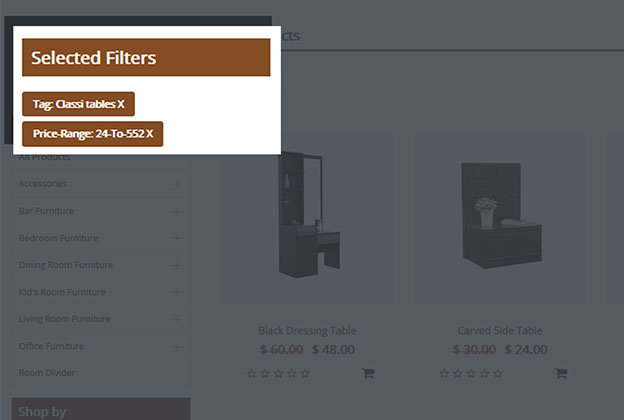 cts
Selected Filters
Tag: Classi tables X
Price-Range: 24-To-552 X
All Products
Accessories +
Bar Furniture +
Bedroom Furniture +
Dining Room Furniture +
Kid's Room Furniture +
Living Room Furniture +
Office Furniture +
Room Divider
Shop by
Black Dressing Table
$ 60.00 $ 48.00
Carved Side Table
$ 30.00 $ 24.00